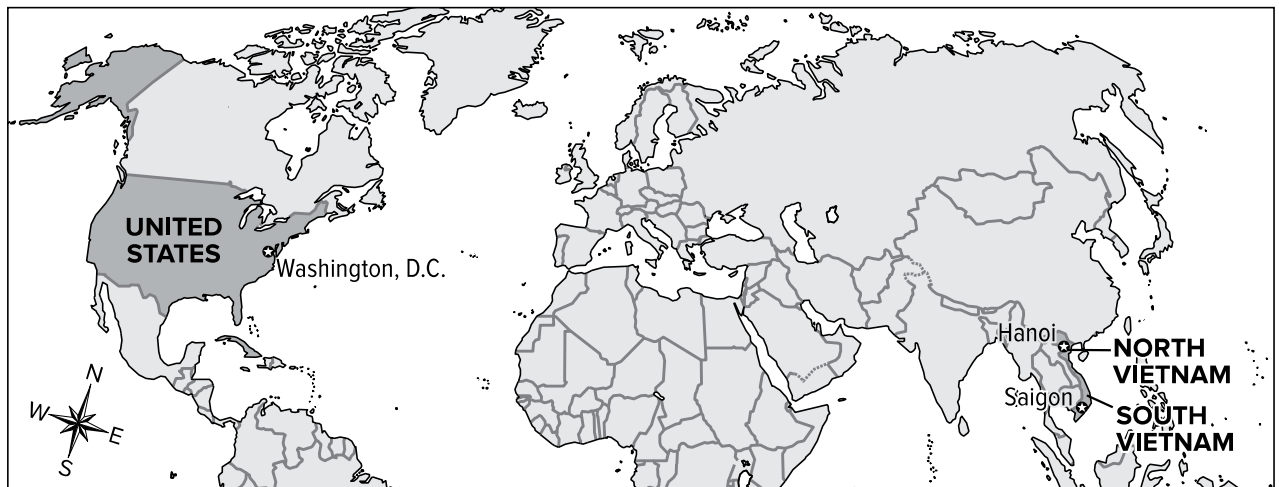 UNITED
STATES
Washington, D.C.
Hanoi
NORTH
VIETNAM
Saigon
SOUTH
VIETNAM
N
W
E
S